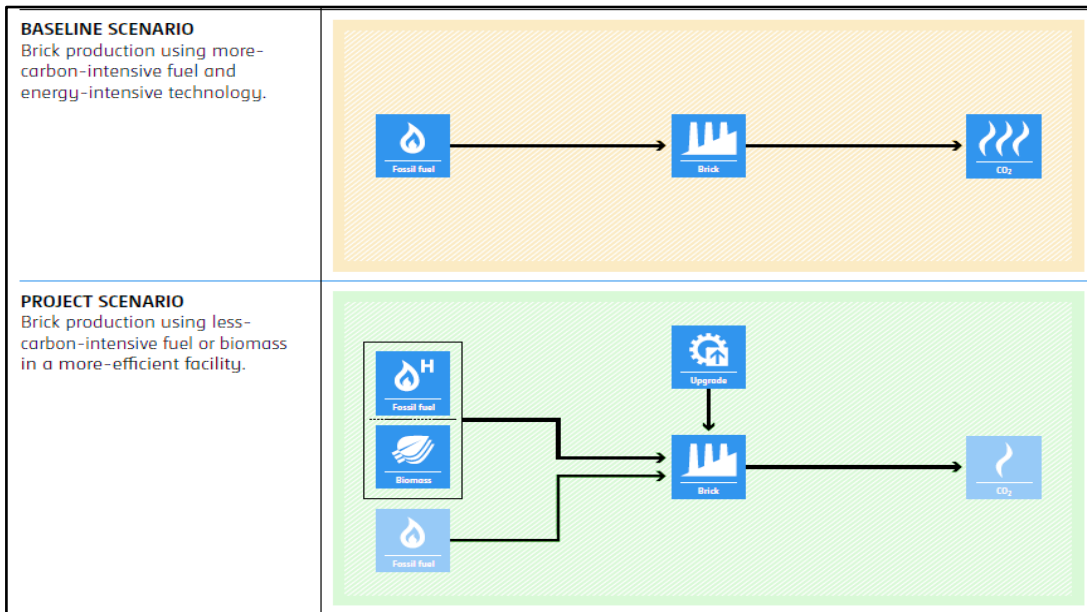 BASELINE SCENARIO
Brick production using more-
carbon-intensive fuel and
energy-intensive technology.
Fossil fuel
Brick
CO₂
PROJECT SCENARIO
Brick production using less-
carbon-intensive fuel or biomass
in a more-efficient facility.
H
Fossil fuel
Upgrade
Biomass
Brick
CO₂
Fossil fuel